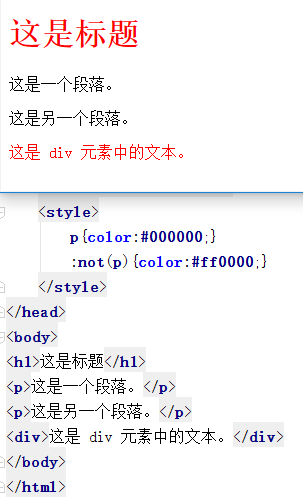 这是标题
这是一个段落。
这是另一个段落。
这是 div 元素中的文本。
<style>
p{color:#000000;}
:not(p){color:#ff0000;}
</style>
</head>
<body>
<h1>这是标题</h1>
<p>这是一个段落。</p>
<p>这是另一个段落。</p>
<div>这是 div 元素中的文本。</div>
</body>
</html>